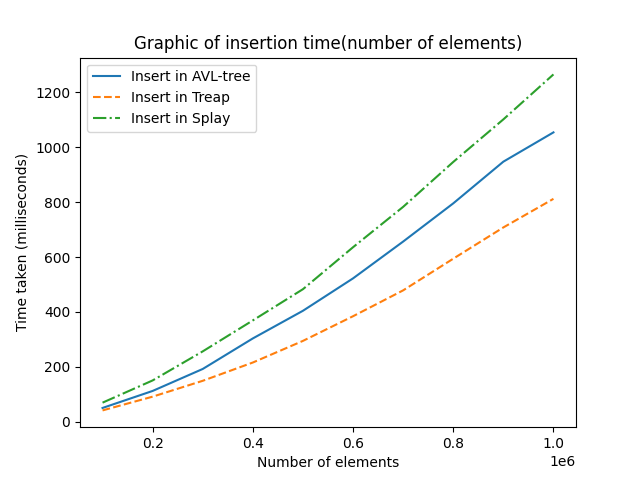 Graphic of insertion time(number of elements)
Insert in AVL-tree
Insert in Treap
Insert in Splay
Time taken (milliseconds)
1200
1000
800
600
400
200
0
0.2 0.4 0.6 0.8 1.0
1e6
Number of elements